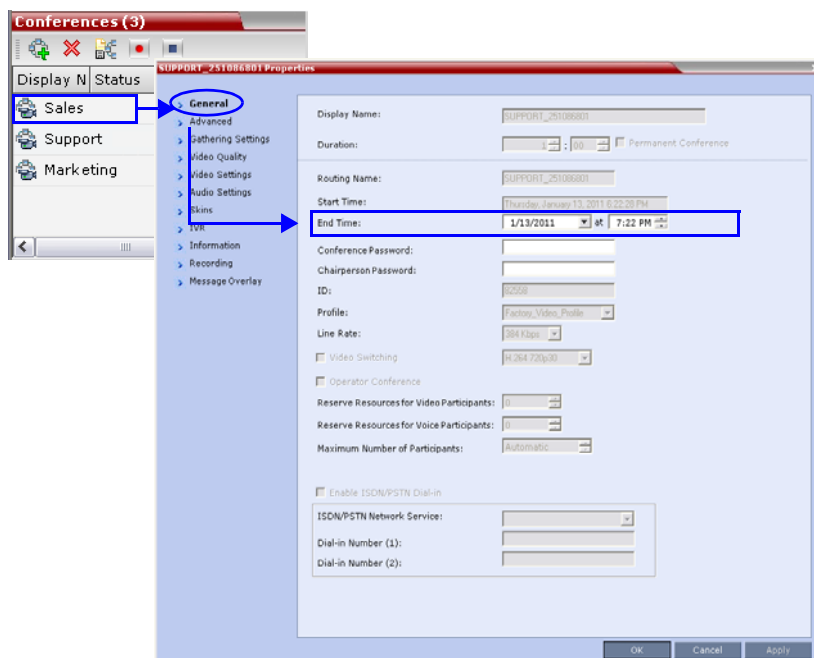 Conferences (3)
Display N Status
Sales
Support
Marketing
SUPPORT_251086801 Properties
General
Advanced
Gathering Settings
Video Quality
Video Settings
Audio Settings
Skins
IVR
Information
Recording
Message Overlay
Display Name: SUPPORT_251086801
Duration: 1 : 00 Permanent Conference
Routing Name: SUPPORT_251086801
Start Time: Thursday, January 13, 2011 6:22:28 PM
End Time: 1/13/2011 at 7:22 PM
Conference Password:
Chairperson Password:
ID: 82558
Profile: Factory_Video_Profile
Line Rate: 384 Kbps
Video Switching H.264 720p30
Operator Conference
Reserve Resources for Video Participants: 0
Reserve Resources for Voice Participants: 0
Maximum Number of Participants: Automatic
Enable ISDN/PSTN Dial-in
ISDN/PSTN Network Service:
Dial-in Number (1):
Dial-in Number (2):
OK Cancel Apply